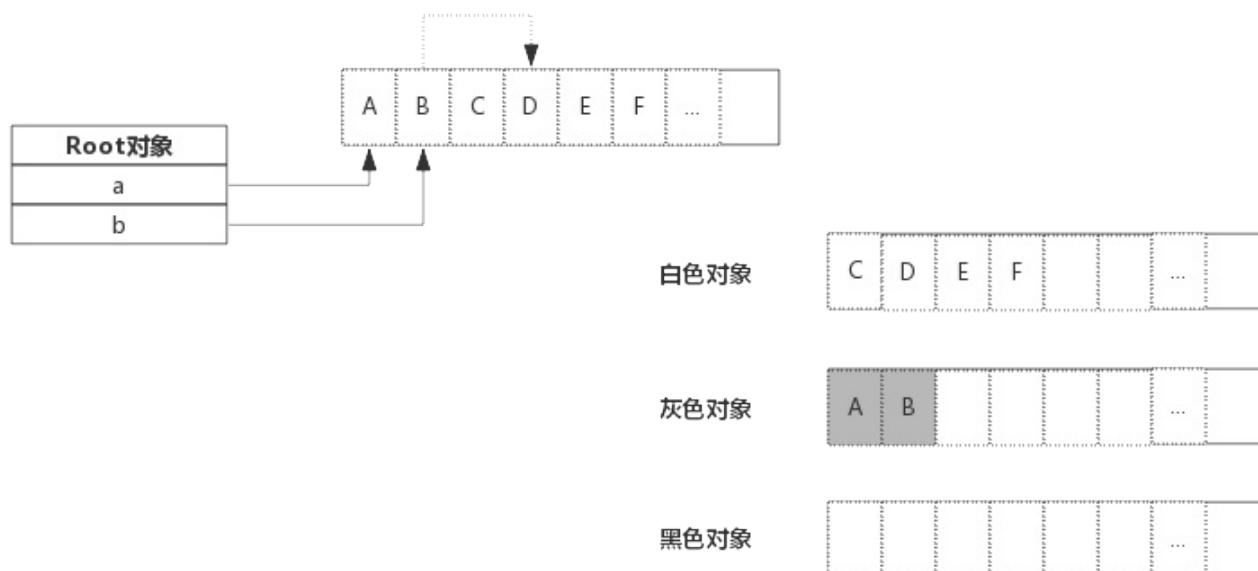 A B C D E F ...
Root对象
a
b
白色对象 C D E F ...
灰色对象 A B ...
黑色对象 ...